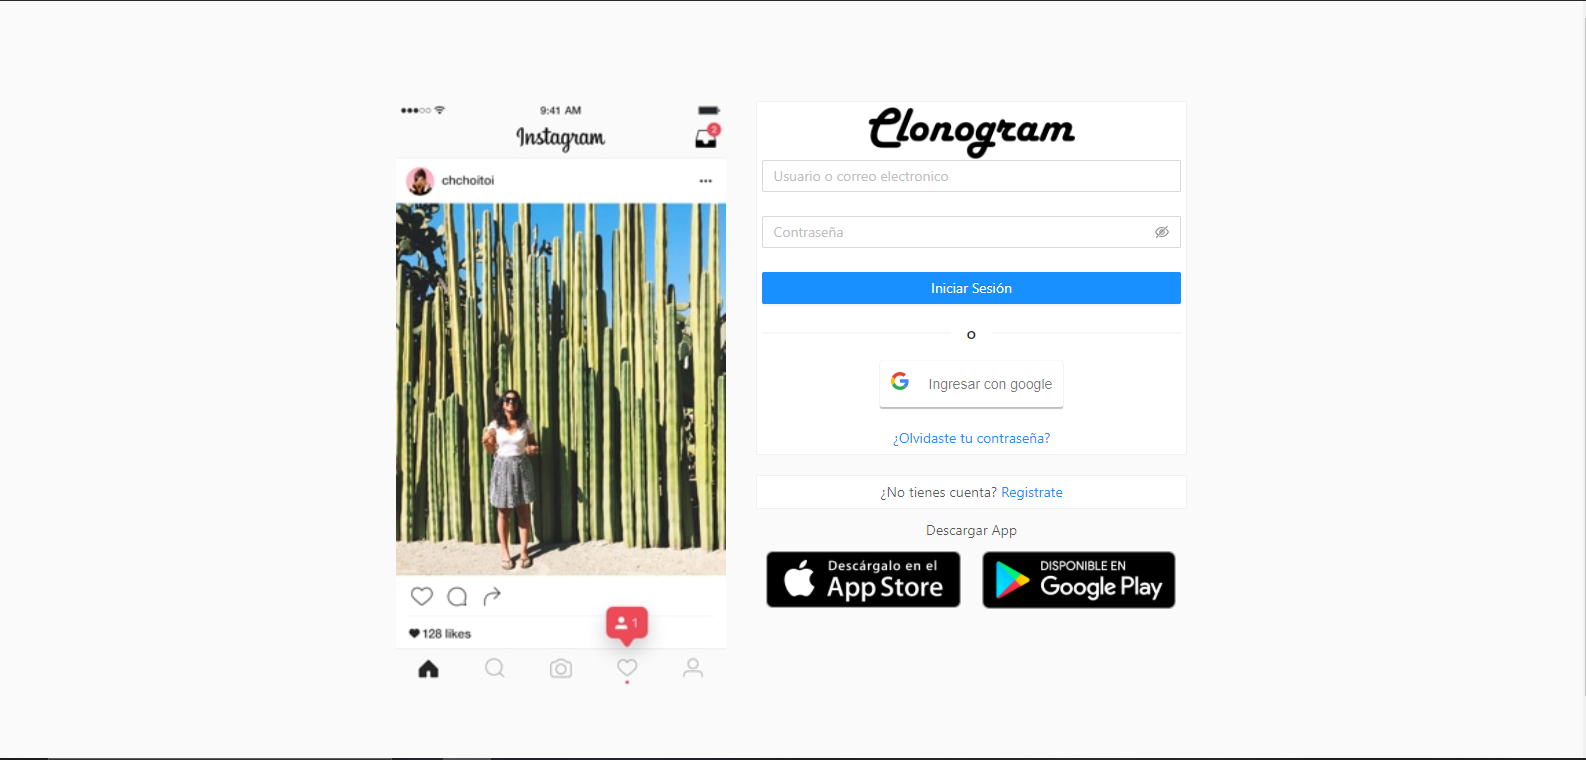 9:41 AM
Instagram
2
chchoitoi
1
128 likes
Clonogram
Usuario o correo electronico
Contraseña
Iniciar Sesión
o
Ingresar con google
¿Olvidaste tu contraseña?
¿No tienes cuenta? Registrate
Descargar App
Descárgalo en el
App Store
DISPONIBLE EN
Google Play